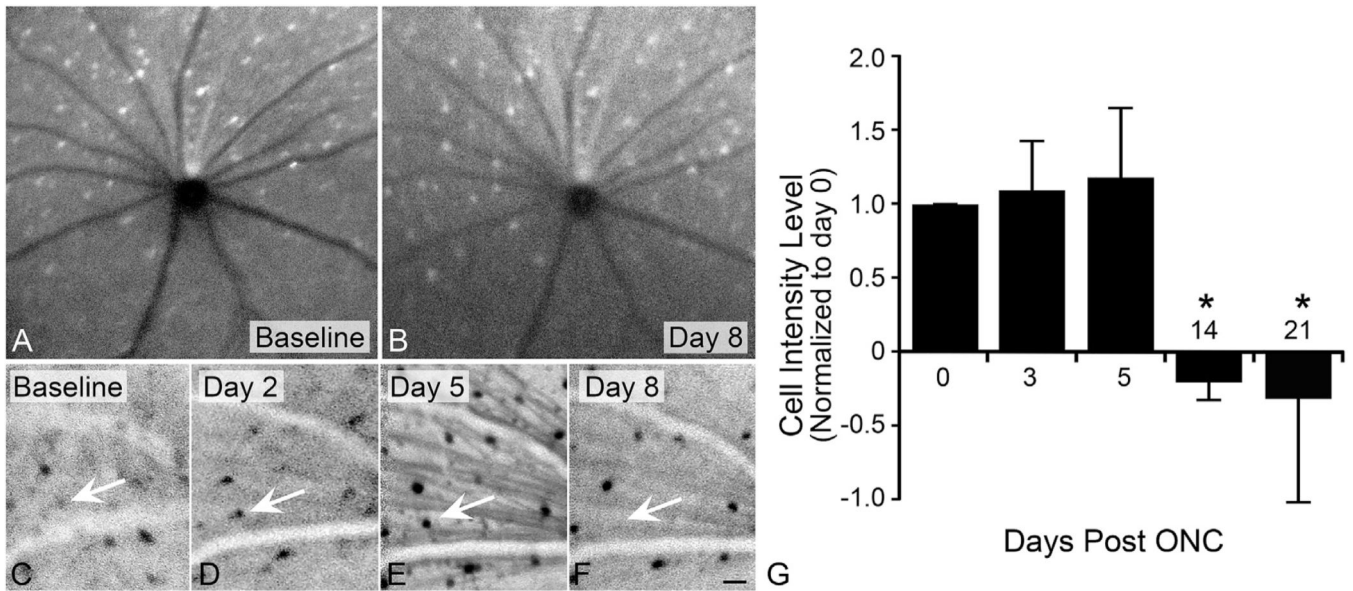 A
Baseline
B
Day 8
Baseline
Day 2
Day 5
Day 8
C
D
E
F
2.0
1.5
1.0
0.5
0
-0.5
-1.0
Cell Intensity Level
(Normalized to day 0)
0
3
5
*
14
*
21
Days Post ONC
G